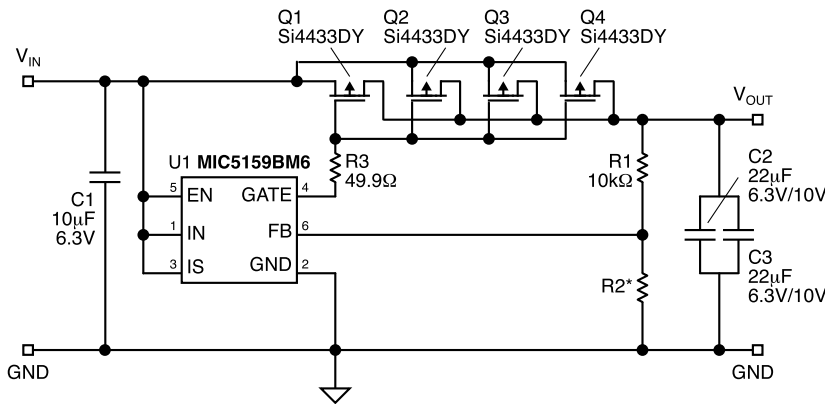 Q1
Si4433DY
Q2
Si4433DY
Q3
Si4433DY
Q4
Si4433DY
VIN
VOUT
U1 MIC5159BM6
R3
49.9Ω
R1
10kΩ
C2
22µF
6.3V/10V
C1
10µF
6.3V
5 EN GATE 4
1 IN FB 6
3 IS GND 2
R2*
C3
22µF
6.3V/10V
GND
GND